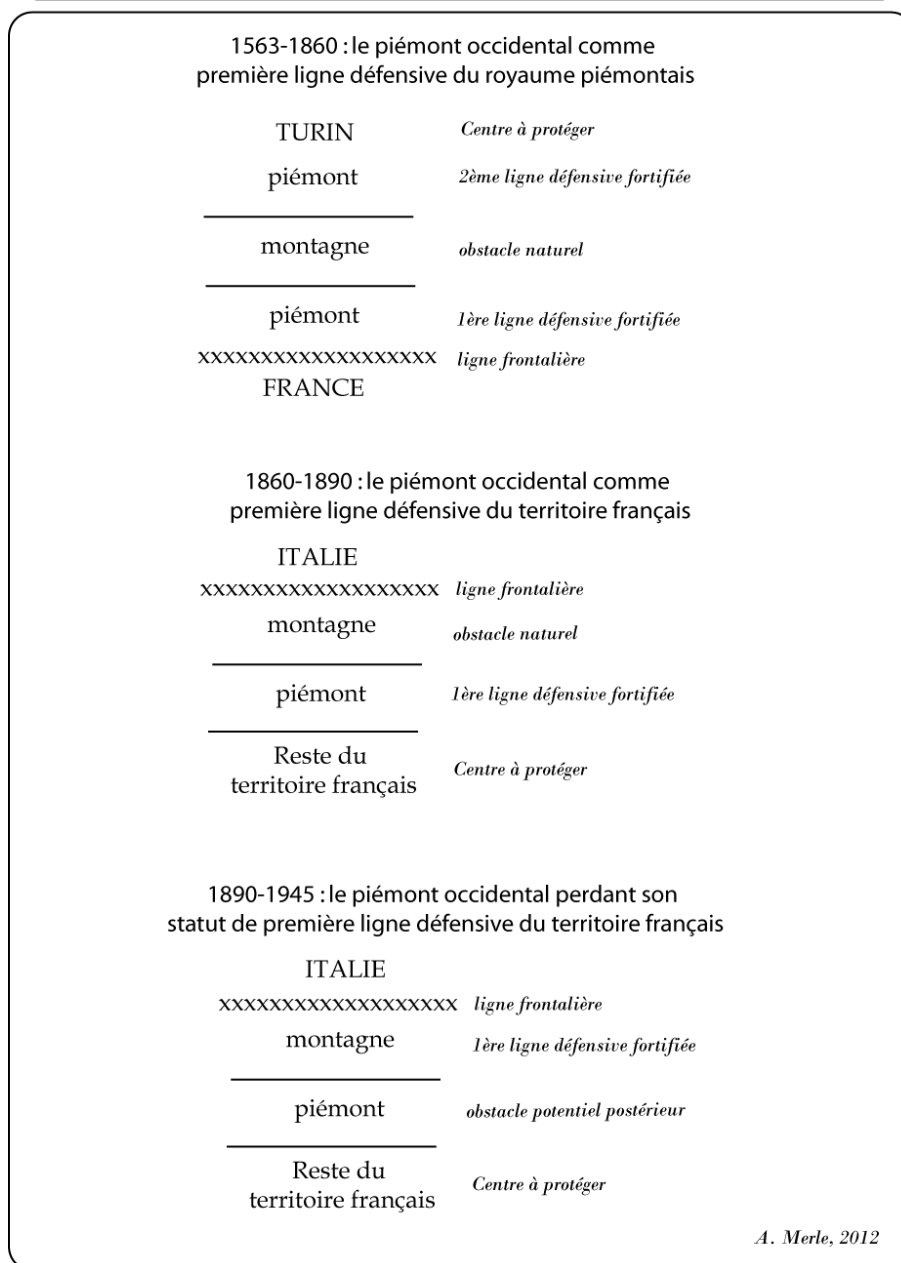 1563-1860 : le piémont occidental comme
première ligne défensive du royaume piémontais
TURIN Centre à protéger
piémont 2ème ligne défensive fortifiée
montagne obstacle naturel
piémont 1ère ligne défensive fortifiée
xxxxxxxxxxxxxxxxxxx ligne frontalière
FRANCE
1860-1890 : le piémont occidental comme
première ligne défensive du territoire français
ITALIE
xxxxxxxxxxxxxxxxxxx ligne frontalière
montagne obstacle naturel
piémont 1ère ligne défensive fortifiée
Reste du
territoire français Centre à protéger
1890-1945 : le piémont occidental perdant son
statut de première ligne défensive du territoire français
ITALIE
xxxxxxxxxxxxxxxxxxx ligne frontalière
montagne 1ère ligne défensive fortifiée
piémont obstacle potentiel postérieur
Reste du
territoire français Centre à protéger
A. Merle, 2012